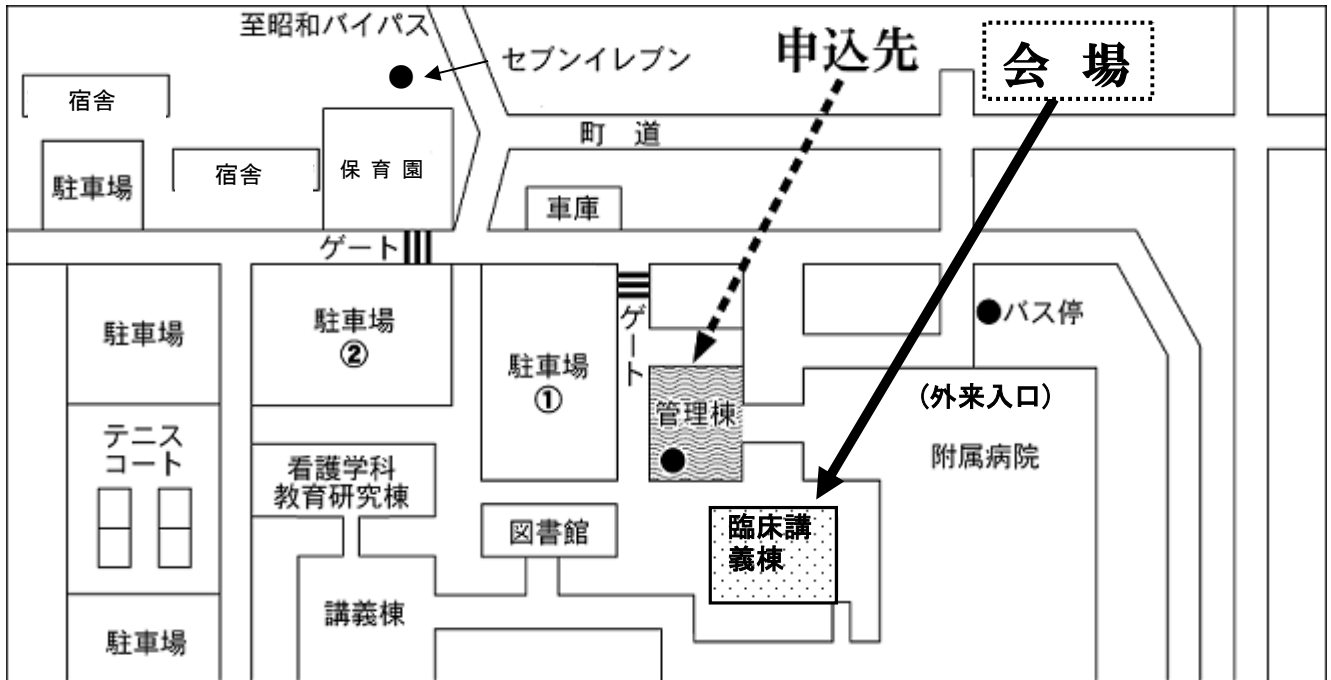 至昭和バイパス
セブンイレブン
申込先
会 場
宿舎
町 道
保 育 園
宿舎
駐車場
車庫
ゲート
駐車場
駐車場
②
駐車場
①
ゲート
●バス停
管理棟
(外来入口)
附属病院
テニス
コート
看護学科
教育研究棟
図書館
臨床講
義棟
講義棟
駐車場